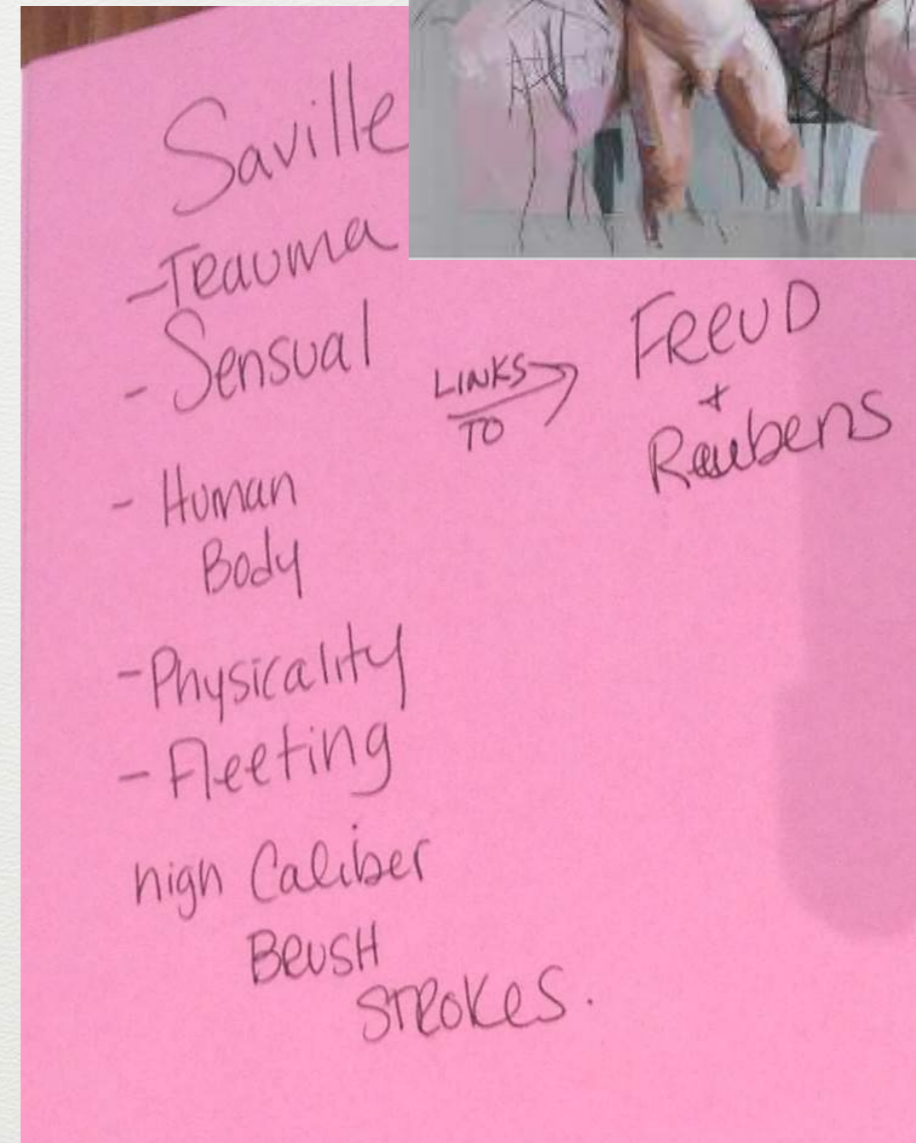 Saville
-Trauma
- Sensual
LINKS
TO
FREUD
+
Reubens
- Human
Body
-Physicality
- Fleeting
high Caliber
BRUSH
STROKES.